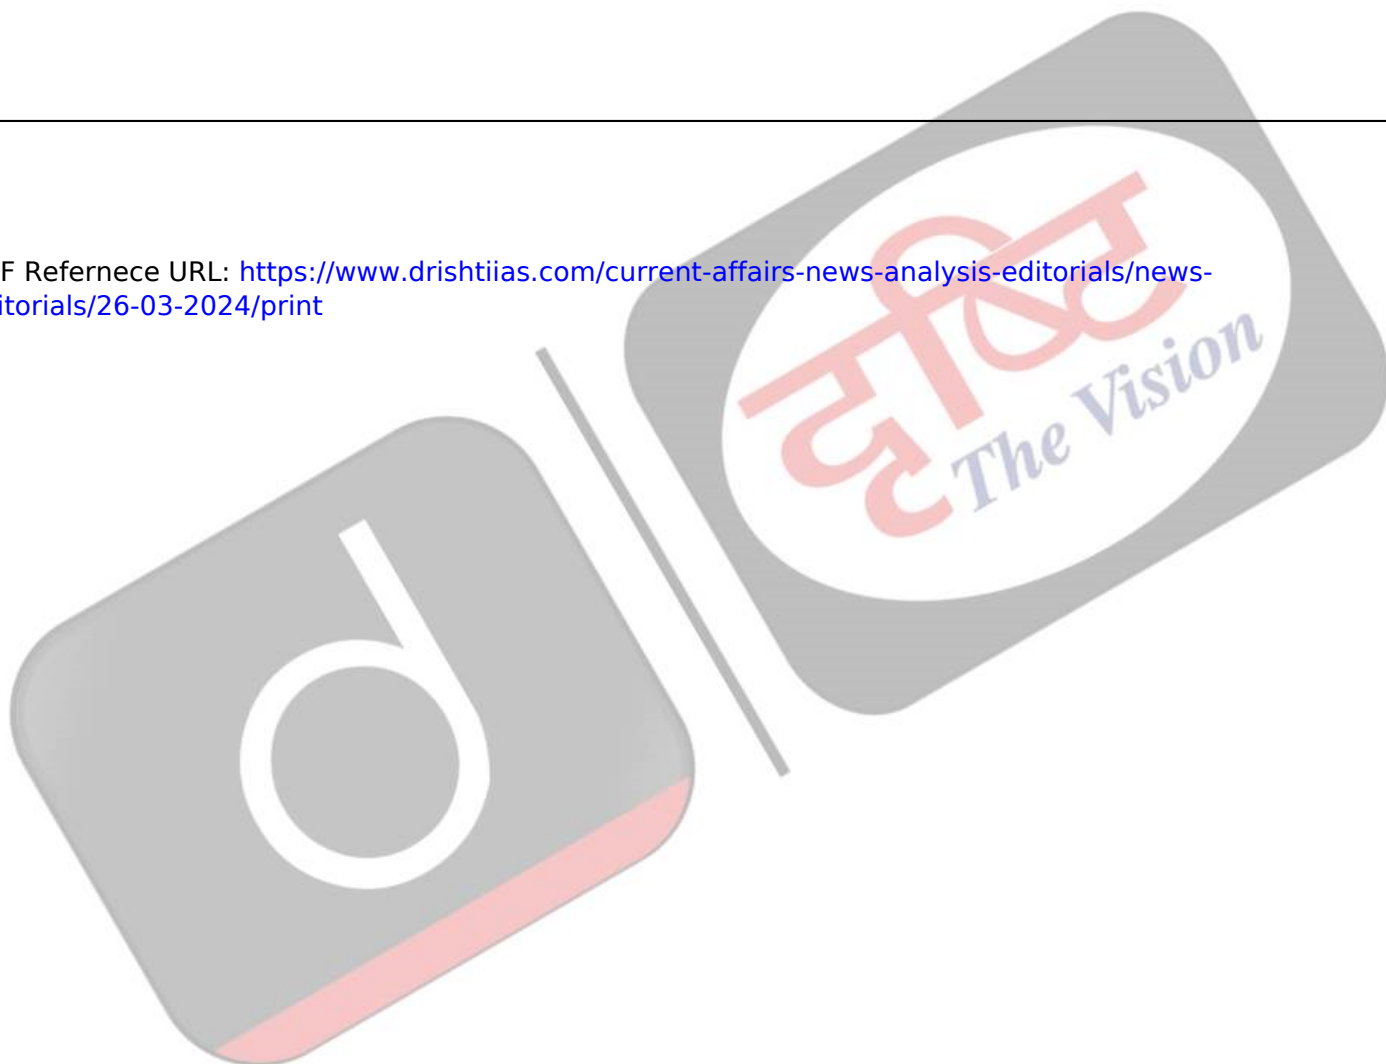 F Refernece URL: https://www.drishtiias.com/current-affairs-news-analysis-editorials/news-
itorials/26-03-2024/print
दृष्टि
The Vision
d